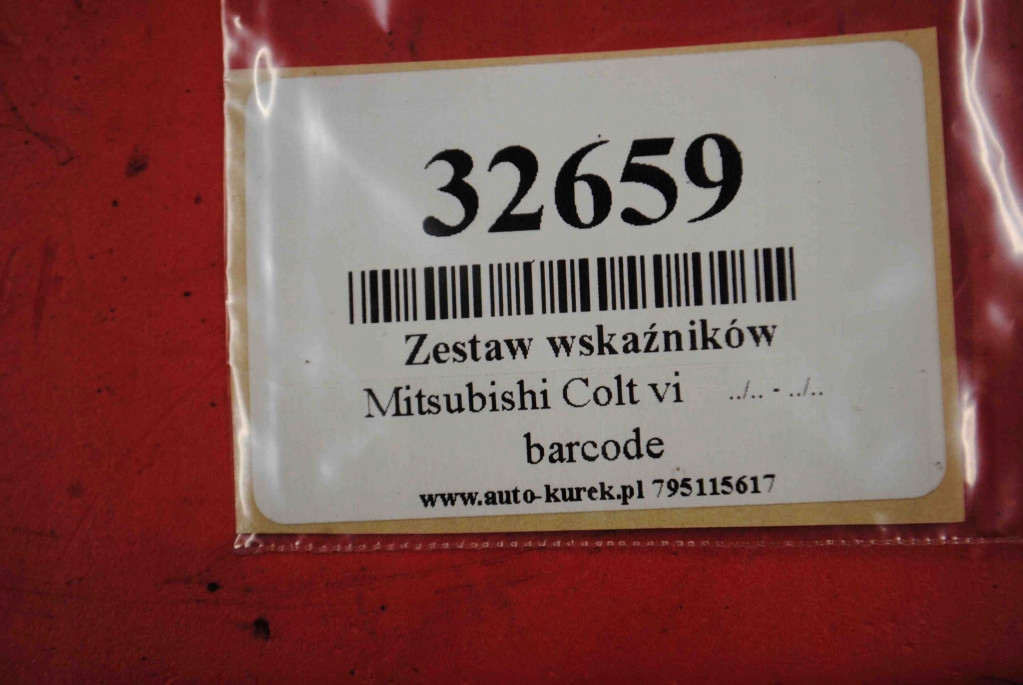 32659
Zestaw wskaźników
Mitsubishi Colt vi ../.. - ../..
barcode
www.auto-kurek.pl 795115617